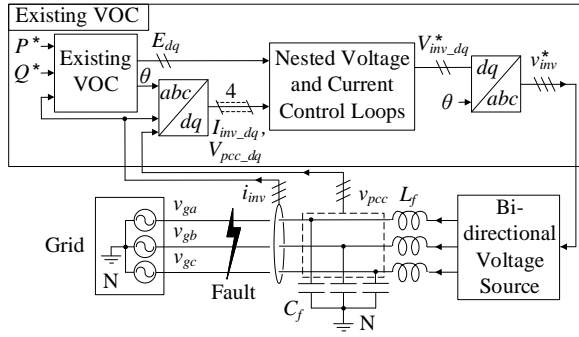 Existing VOC
P*
Q*
Existing
VOC
E_dq
θ
abc
dq
4
I_inv_dq,
V_pcc_dq
Nested Voltage
and Current
Control Loops
V*_inv_dq
dq
abc
θ
v*_inv
i_inv
v_pcc
L_f
Bi-
directional
Voltage
Source
Grid
N
v_ga
v_gb
v_gc
Fault
C_f
N